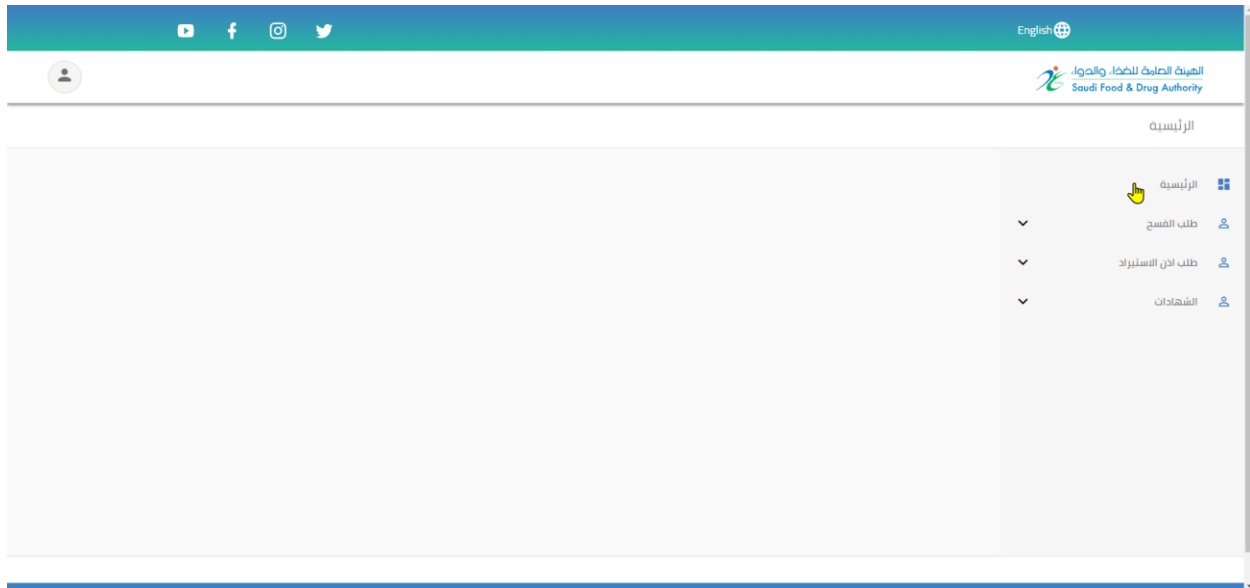 English
الهيئة العامة للغذاء والدواء
Saudi Food & Drug Authority
الرئيسية
الرئيسية
طلب الفسح
طلب اذن الاستيراد
الشهادات